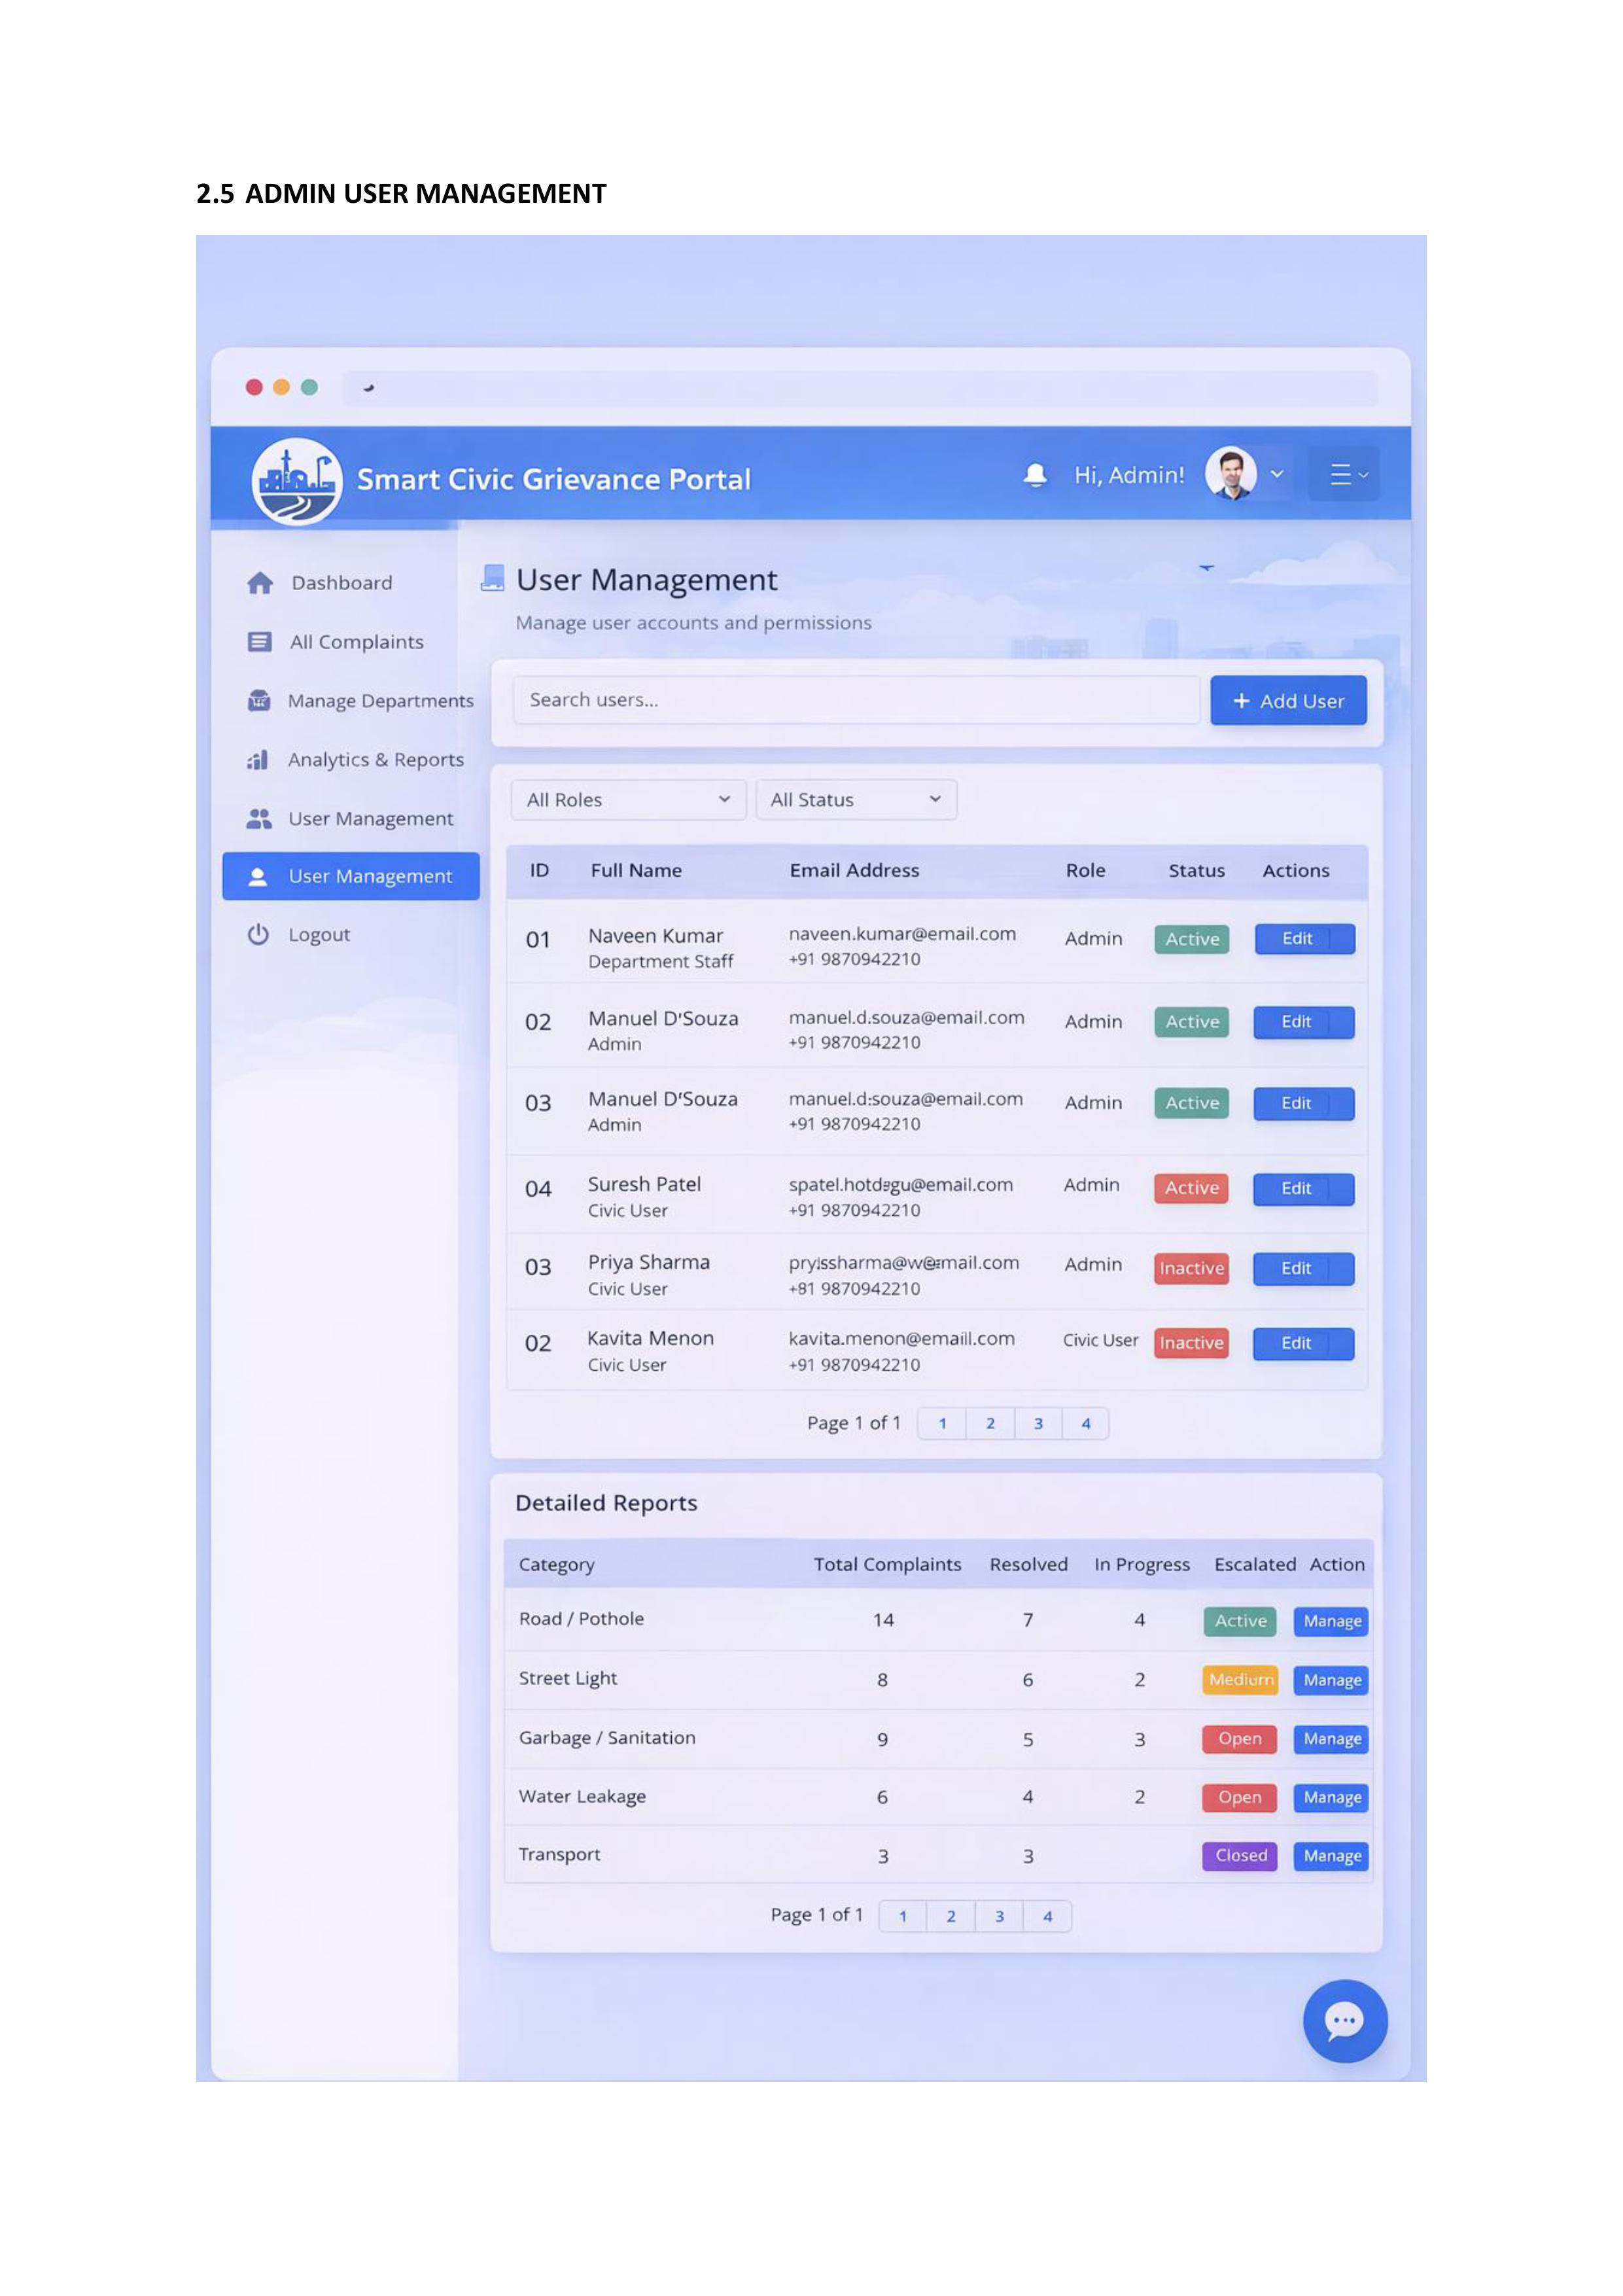 2.5 ADMIN USER MANAGEMENT
Smart Civic Grievance Portal
Hi, Admin!
Dashboard
All Complaints
Manage Departments
Analytics & Reports
User Management
User Management
Logout
User Management
Manage user accounts and permissions
Search users...
+ Add User
All Roles
All Status
ID Full Name Email Address Role Status Actions
01 Naveen Kumar naveen.kumar@email.com Admin Active Edit
Department Staff +91 9870942210
02 Manuel D'Souza manuel.d.souza@email.com Admin Active Edit
Admin +91 9870942210
03 Manuel D'Souza manuel.d:souza@email.com Admin Active Edit
Admin +91 9870942210
04 Suresh Patel Admin Active Edit
Civic User +91 9870942210
03 Priya Sharma Admin Inactive Edit
Civic User 9870942210
02 Kavita Menon kavita.menon@emaill.com Civic User Inactive Edit
Civic User +91 9870942210
Page 1 of 1 1 2 3 4
Detailed Reports
Category Total Complaints Resolved In Progress Escalated Action
Road / Pothole 14 7 4 Active Manage
Street Light 8 6 2 Medium Manage
Garbage / Sanitation 9 5 3 Open Manage
Water Leakage 6 4 2 Open Manage
Transport 3 3 Closed Manage
Page 1 of 1 1 2 3 4